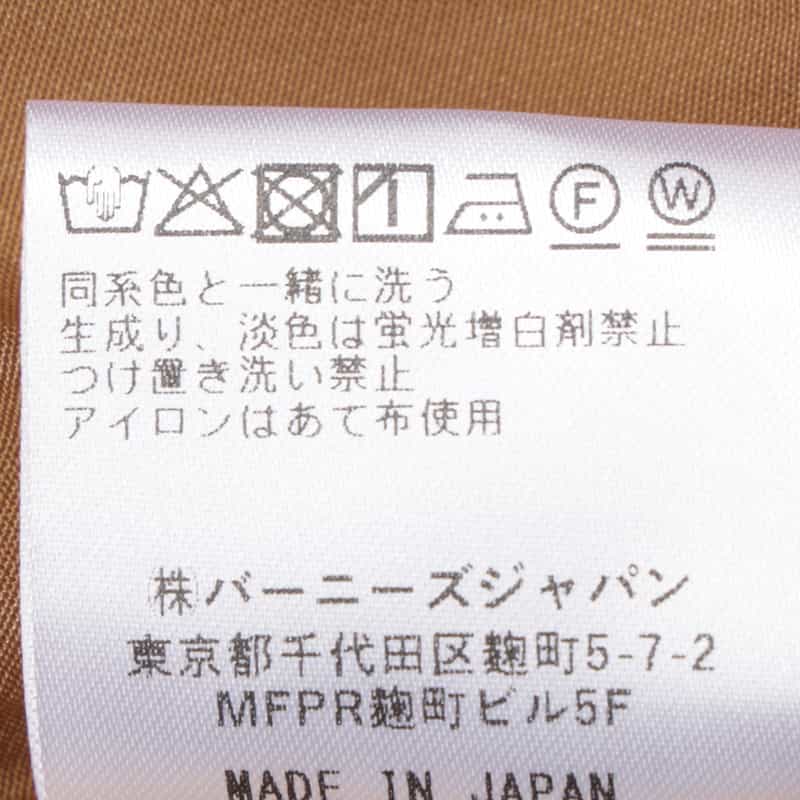 F W
同系色と一緒に洗う
生成り、淡色は蛍光増白剤禁止
つけ置き洗い禁止
アイロンはあて布使用
㈱バーニーズジャパン
東京都千代田区麹町5-7-2
MFPR麹町ビル5F
MADE IN JAPAN